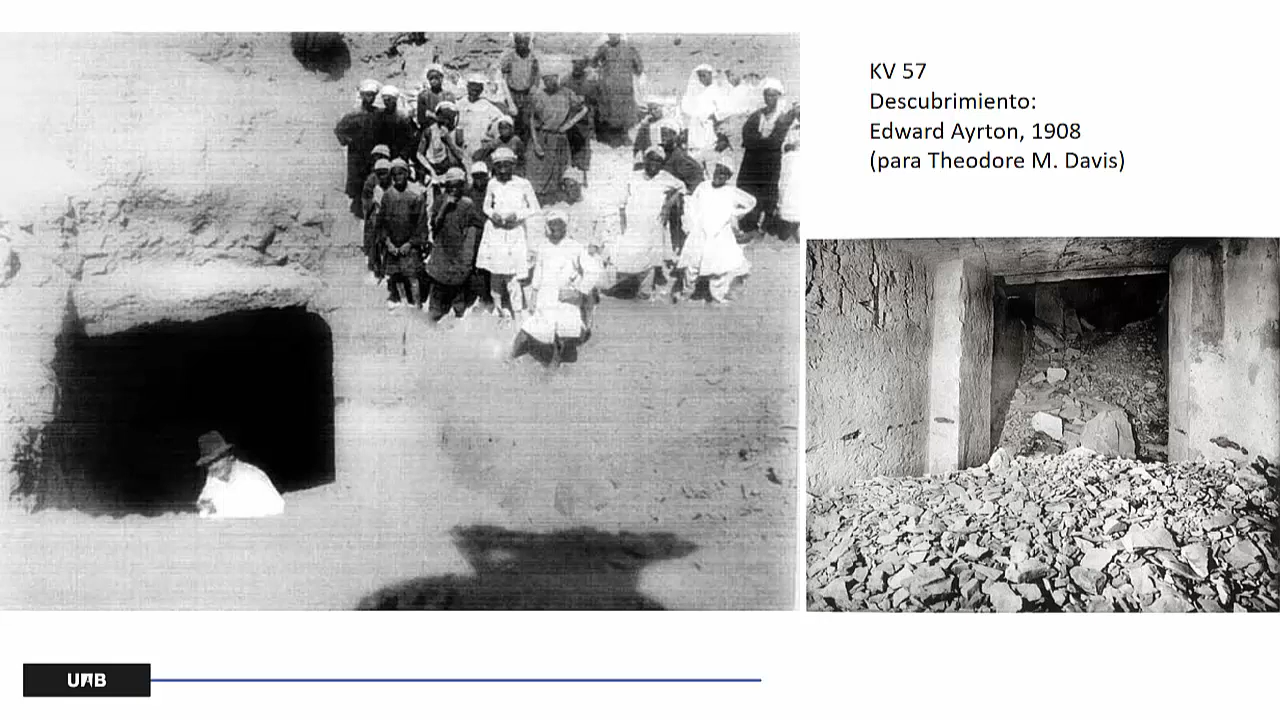 KV 57
Descubrimiento:
Edward Ayrton, 1908
(para Theodore M. Davis)
UAB